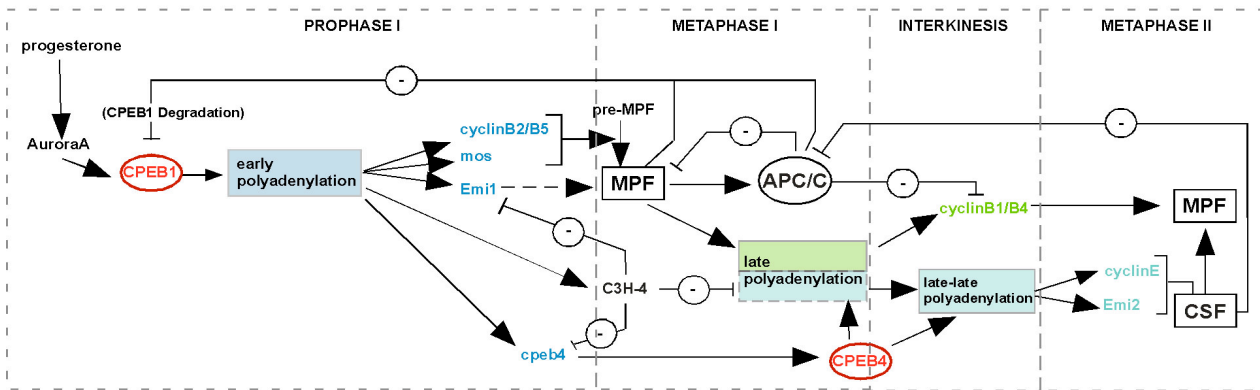 PROPHASE I
METAPHASE I
INTERKINESIS
METAPHASE II
progesterone
-
(CPEB1 Degradation)
pre-MPF
AuroraA
cyclinB2/B5
-
-
CPEB1
early
polyadenylation
mos
Emi1
MPF
APC/C
-
cyclinB1/B4
MPF
-
late
polyadenylation
C3H-4
-
late-late
polyadenylation
cyclinE
Emi2
CSF
-
cpeb4
CPEB4